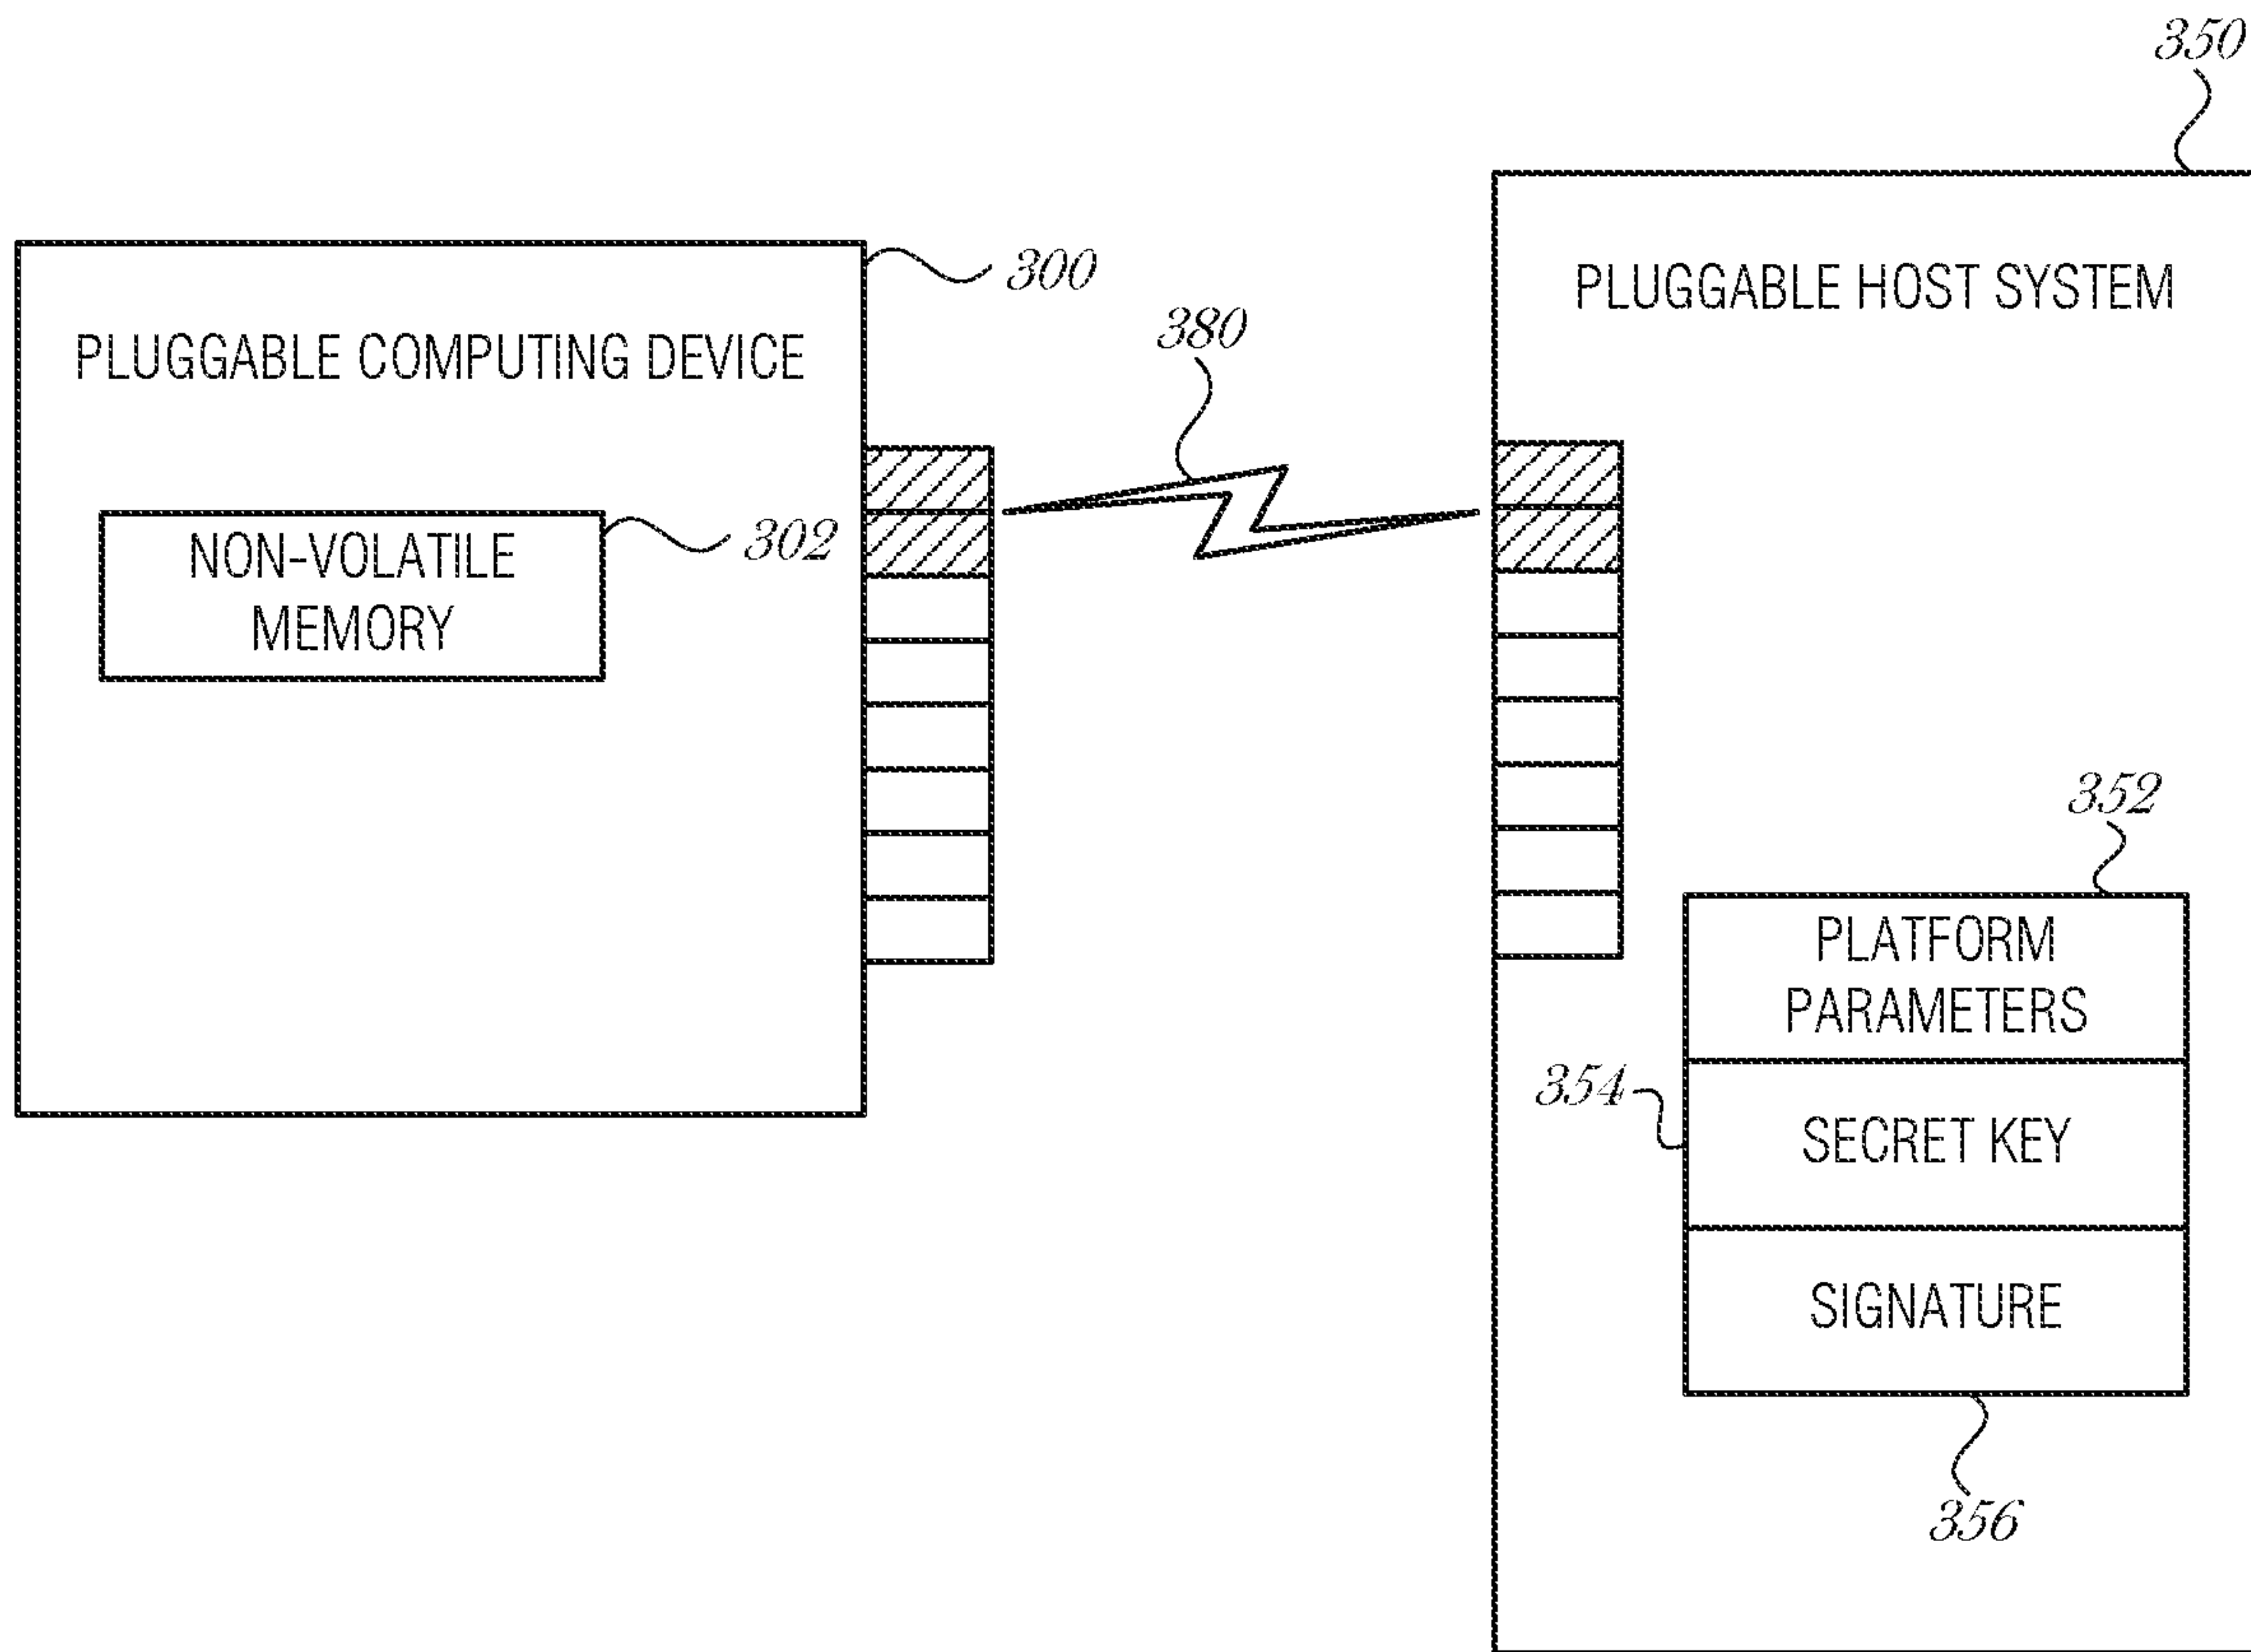 350
PLUGGABLE HOST SYSTEM
300
PLUGGABLE COMPUTING DEVICE
380
NON-VOLATILE
MEMORY
302
352
PLATFORM
PARAMETERS
354
SECRET KEY
SIGNATURE
356